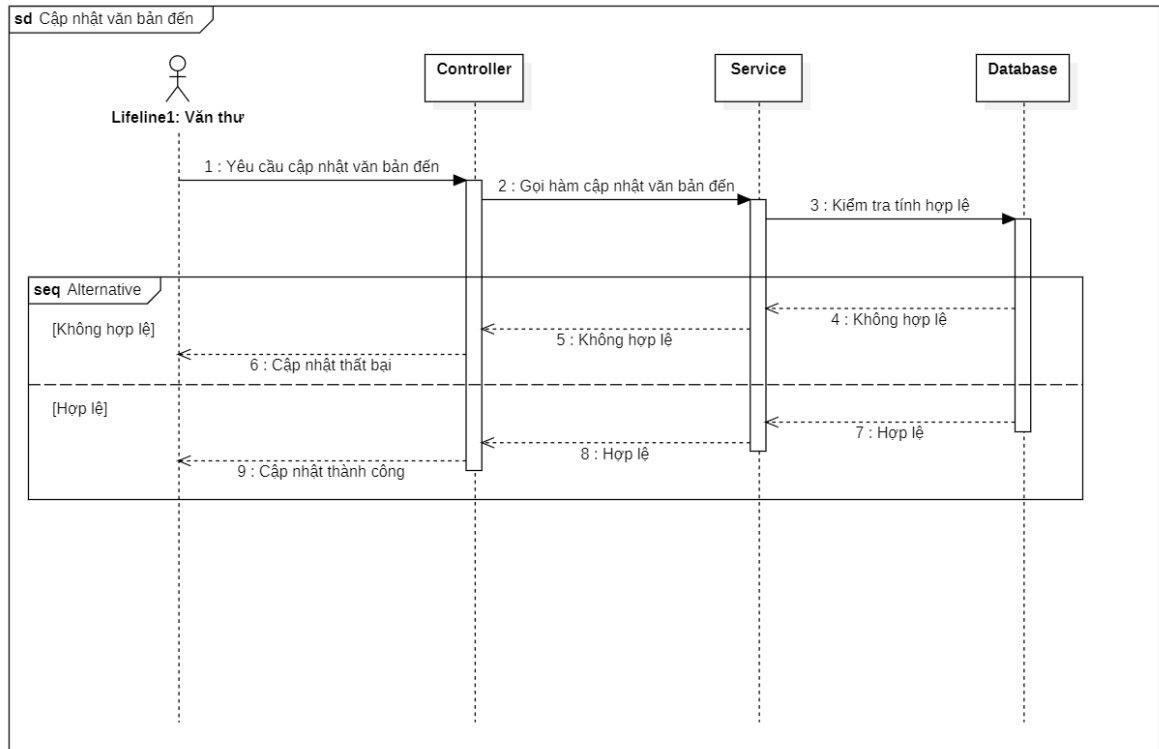 sd Cập nhật văn bản đến
Controller
Service
Database
Lifeline1: Văn thư
1 : Yêu cầu cập nhật văn bản đến
2 : Gọi hàm cập nhật văn bản đến
3 : Kiểm tra tính hợp lệ
seq Alternative
[Không hợp lệ]
4 : Không hợp lệ
5 : Không hợp lệ
6 : Cập nhật thất bại
[Hợp lệ]
7 : Hợp lệ
8 : Hợp lệ
9 : Cập nhật thành công